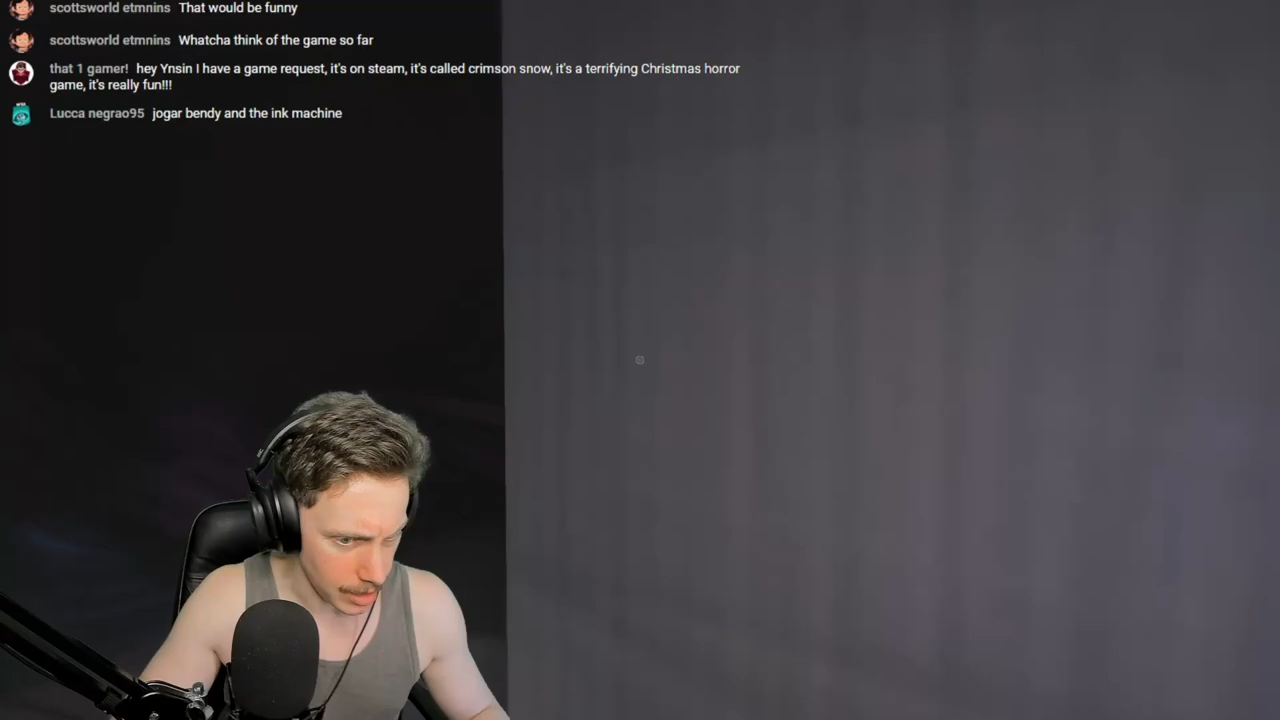 scottsworld etmnins That would be funny
scottsworld etmnins Whatcha think of the game so far
that 1 gamer! hey Ynsin I have a game request, it's on steam, it's called crimson snow, it's a terrifying Christmas horror
game, it's really fun!!!
Lucca negrao95 jogar bendy and the ink machine